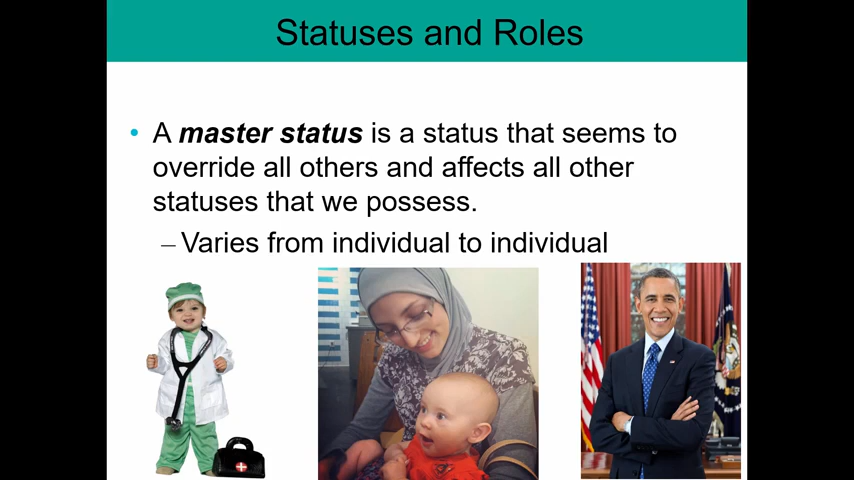 Statuses and Roles
• A master status is a status that seems to
override all others and affects all other
statuses that we possess.
– Varies from individual to individual